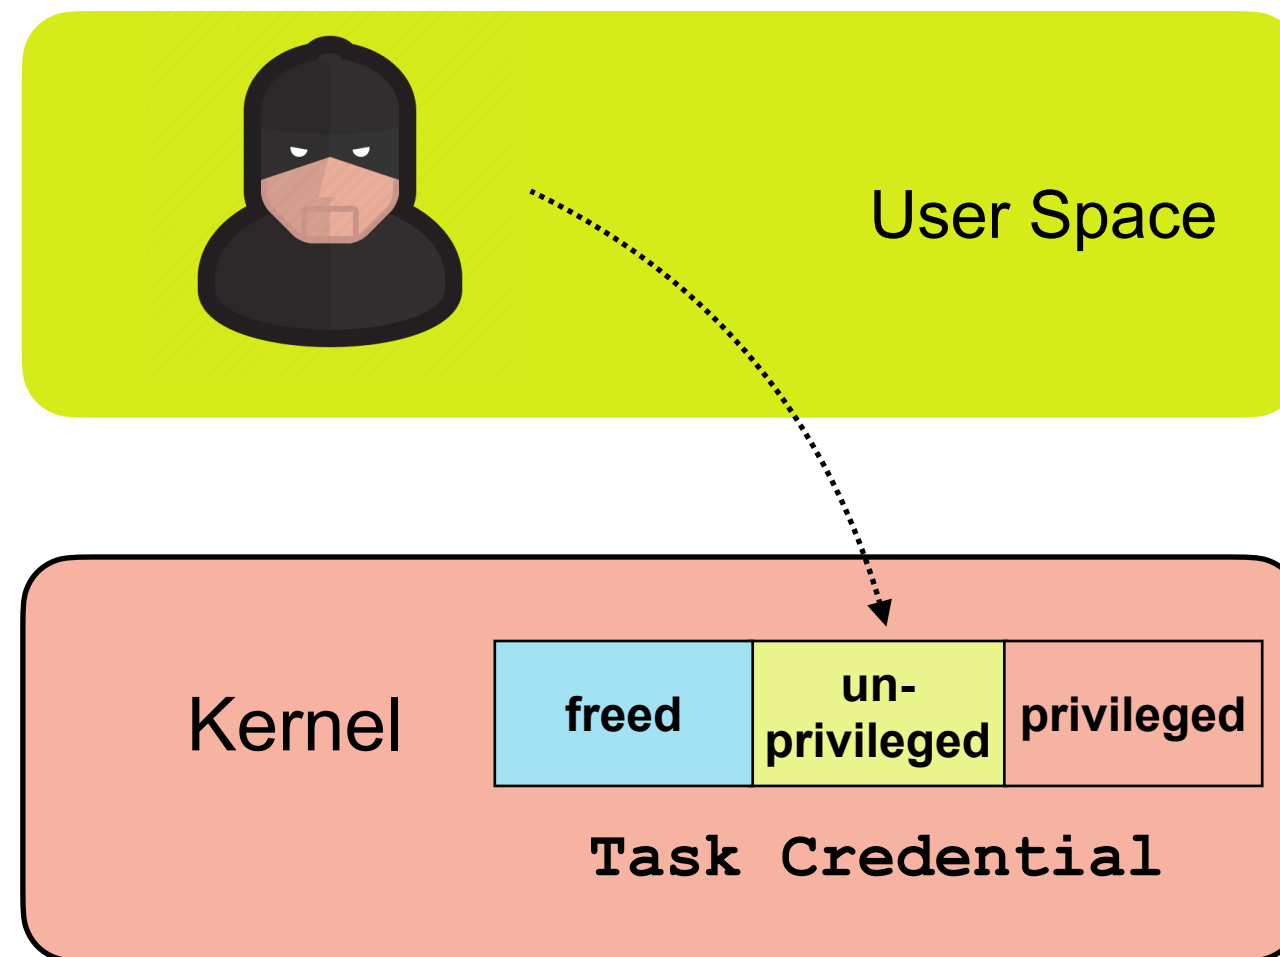 User Space
Kernel
freed
un-
privileged
privileged
Task Credential